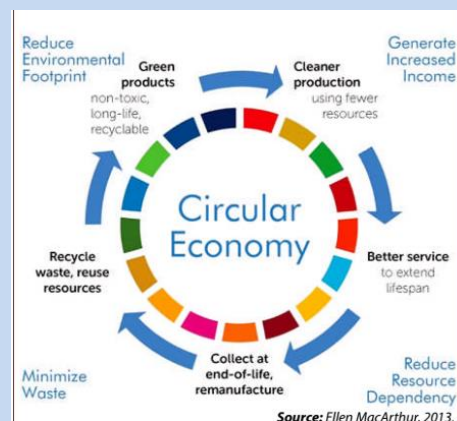 Reduce
Environmental
Footprint
Green
products
non-toxic,
long-life,
recyclable
Cleaner
production
using fewer
resources
Generate
Increased
Income
Circular
Economy
Recycle
waste, reuse
resources
Better service
to extend
lifespan
Collect at
end-of-life,
remanufacture
Minimize
Waste
Reduce
Resource
Dependency
Source: Ellen MacArthur, 2013.